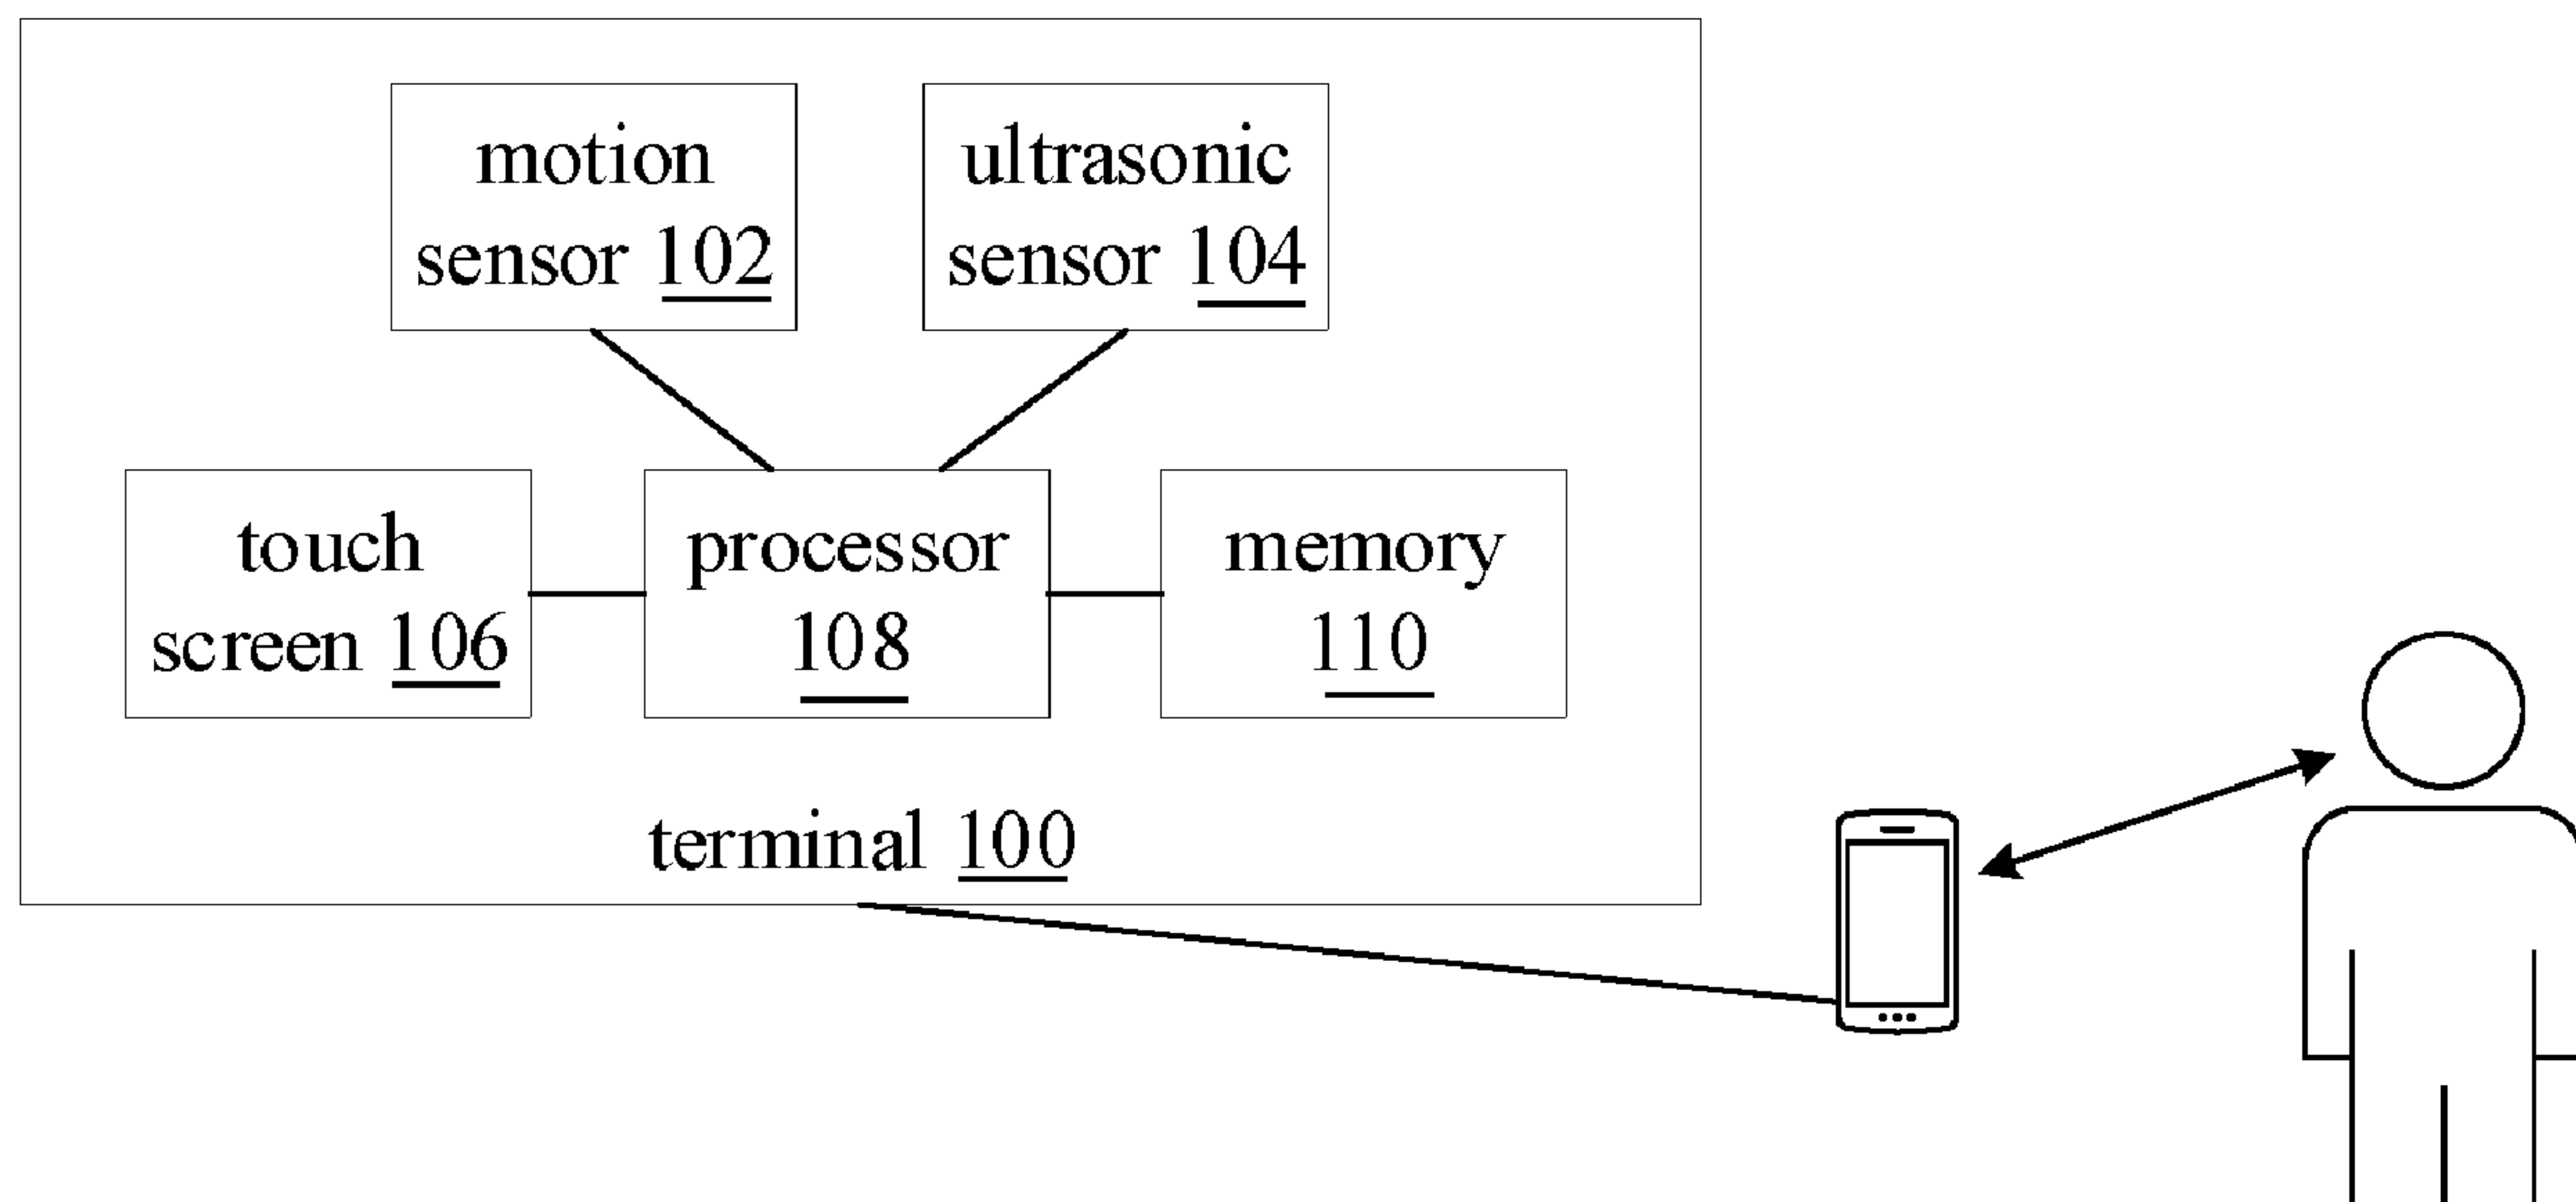 motion
sensor 102
ultrasonic
sensor 104
touch
screen 106
processor
108
memory
110
terminal 100